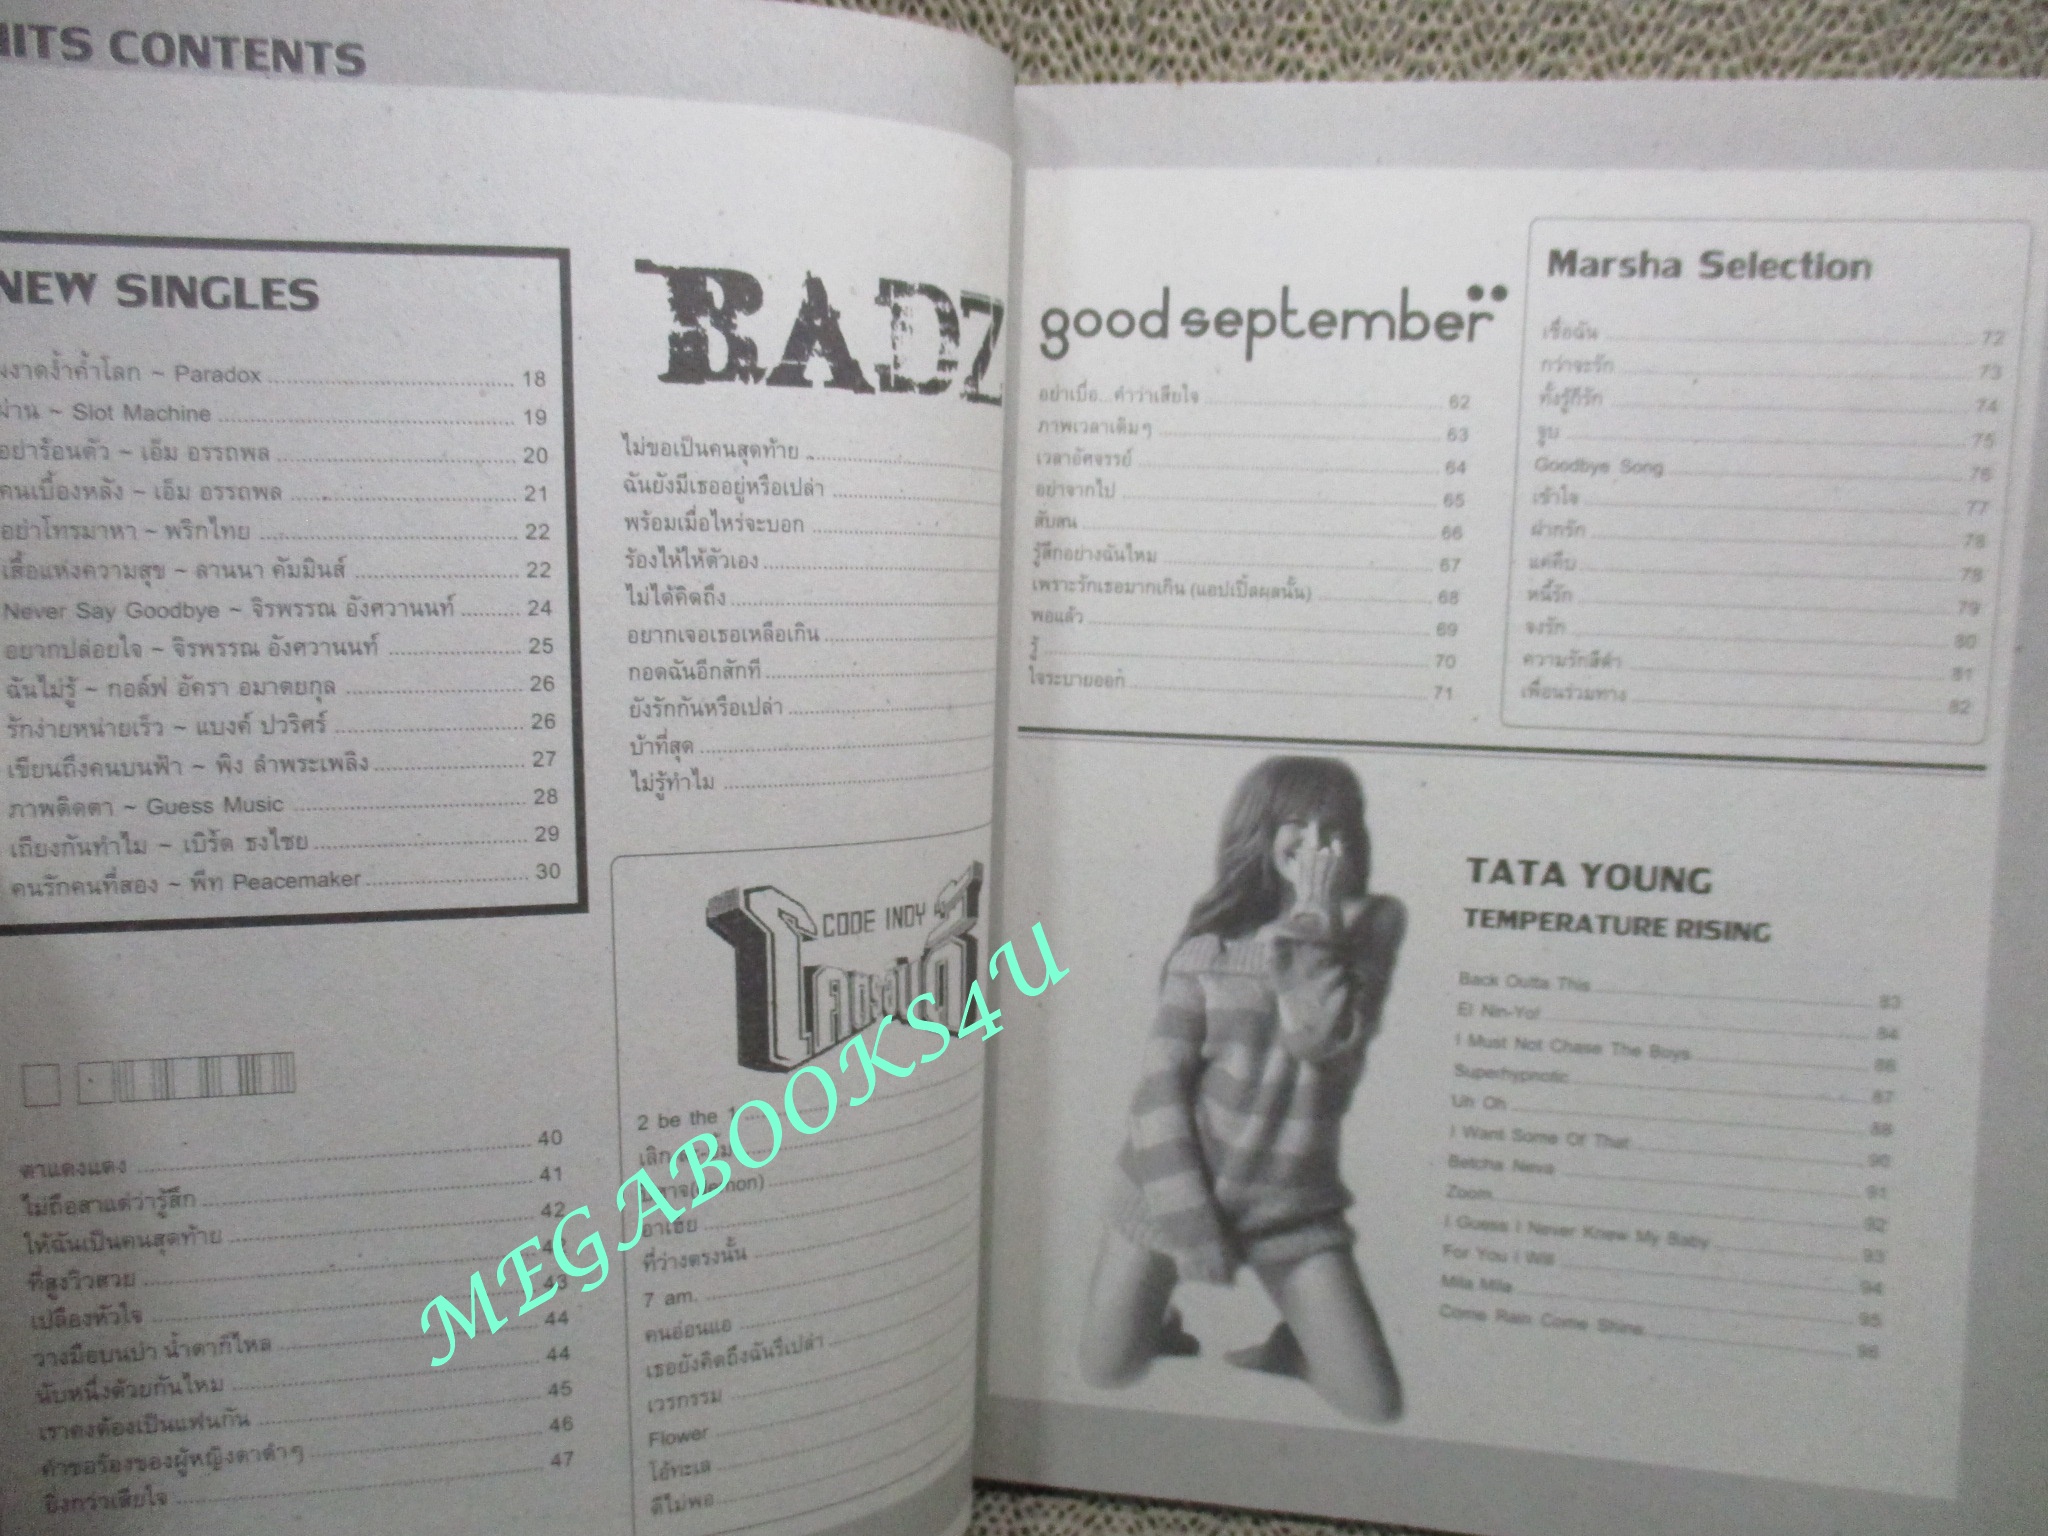 HITS CONTENTS
NEW SINGLES
ผงาดง้ำค้ำโลก ~ Paradox 18
ผ่าน ~ Slot Machine 19
อย่าร้อนตัว ~ เอ็ม อรรถพล 20
คนเบื้องหลัง ~ เอ็ม อรรถพล 21
อย่าโทรมาหา ~ พริกไทย 22
เสื้อแห่งความสุข ~ ลานนา คัมมินส์ 22
Never Say Goodbye ~ จิรพรรณ อังศวานนท์ 24
อยากปล่อยใจ ~ จิรพรรณ อังศวานนท์ 25
ฉันไม่รู้ ~ กอล์ฟ อัครา อมาตยกุล 26
รักง่ายหน่ายเร็ว ~ แบงค์ ปวริศร์ 26
เขียนถึงคนบนฟ้า ~ พิง ลำพระเพลิง 27
ภาพติดตา ~ Guess Music 28
เถียงกันทำไม ~ เบิร์ด ธงไชย 29
คนรักคนที่สอง ~ พีท Peacemaker 30
ตาแดงแดง 40
ไม่ถือสาแต่ว่ารู้สึก 41
ให้ฉันเป็นคนสุดท้าย 42
ที่สูงวิวสวย 42
เปลืองหัวใจ 43
วางมือบนบ่า น้ำตาก็ไหล 44
นับหนึ่งด้วยกันไหม 44
เราคงต้องเป็นแฟนกัน 45
คำขอร้องของผู้หญิงตาดำๆ 46
ยิ่งกว่าเสียใจ 47
BADZ
ไม่ขอเป็นคนสุดท้าย
ฉันยังมีเธออยู่หรือเปล่า
พร้อมเมื่อไหร่จะบอก
ร้องไห้ให้ตัวเอง
ไม่ได้คิดถึง
อยากเจอเธอเหลือเกิน
กอดฉันอีกสักที
ยังรักกันหรือเปล่า
บ้าที่สุด
ไม่รู้ทำไม
CODE INDY
2 be the 1
อาเฮีย
ที่ว่างตรงนั้น
7 am.
คนอ่อนแอ
เธอยังคิดถึงฉันรึเปล่า
เวรกรรม
Flower
โอ้ทะเล
ดีไม่พอ
good september
อย่าเบื่อ...คำว่าเสียใจ 62
ภาพเวลาเดิมๆ 63
เวลาอัศจรรย์ 64
อย่าจากไป 65
สับสน 66
รู้สึกอย่างฉันไหม 67
เพราะรักเธอมากเกิน (แอปเปิ้ลผลนั้น) 68
พอแล้ว 69
รู้ 70
ใจระบายออก 71
Marsha Selection
เชื่อฉัน 72
กว่าจะรัก 73
ทั้งรู้ก็รัก 74
จูบ 75
Goodbye Song 76
เข้าใจ 77
ฝากรัก 78
แค่คืบ 78
หนี้รัก 79
จงรัก 80
ความรักสีดำ 81
เพื่อนร่วมทาง 82
TATA YOUNG
TEMPERATURE RISING
Back Outta This 83
El Nin-Yo! 84
I Must Not Chase The Boys 86
Superhypnotic 87
Uh Oh 88
I Want Some Of That 90
Betcha Neva 91
Zoom 92
I Guess I Never Knew My Baby 93
For You I Will 94
Mila Mila 95
Come Rain Come Shine 96
MEGABOOKS4U